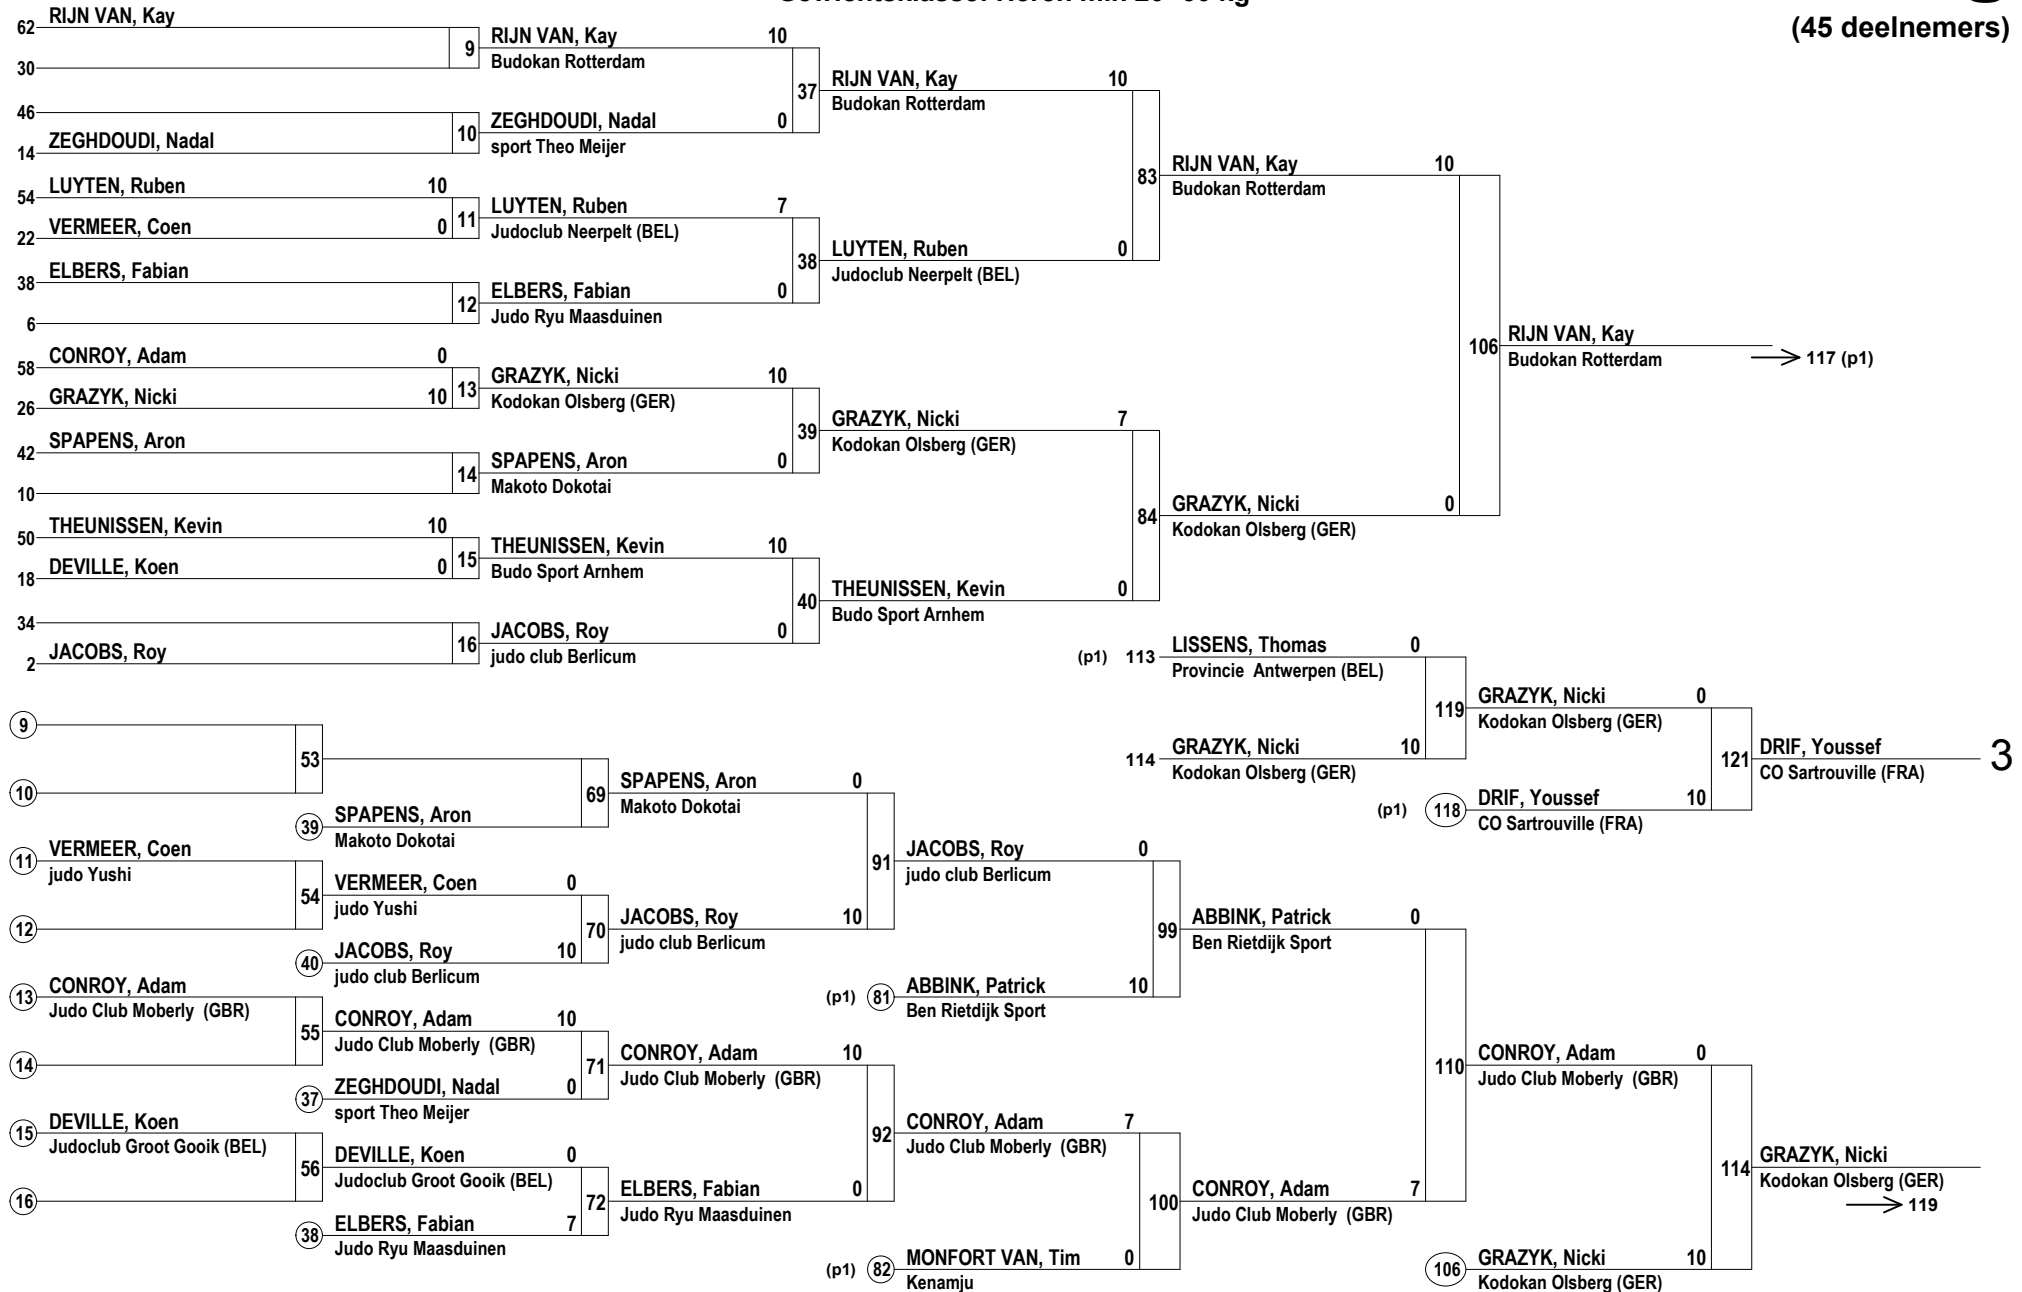 (45 deelnemers)
62 RIJN VAN, Kay
30
9 RIJN VAN, Kay 10
Budokan Rotterdam
46
14 ZEGHDOUDI, Nadal
10 ZEGHDOUDI, Nadal 0
sport Theo Meijer
37 RIJN VAN, Kay 10
Budokan Rotterdam
54 LUYTEN, Ruben 10
22 VERMEER, Coen 0
11 LUYTEN, Ruben 7
Judoclub Neerpelt (BEL)
38 ELBERS, Fabian
6
12 ELBERS, Fabian 0
Judo Ryu Maasduinen
38 LUYTEN, Ruben 0
Judoclub Neerpelt (BEL)
83 RIJN VAN, Kay 10
Budokan Rotterdam
58 CONROY, Adam 0
26 GRAZYK, Nicki 10
13 GRAZYK, Nicki 10
Kodokan Olsberg (GER)
42 SPAPENS, Aron
10
14 SPAPENS, Aron 0
Makoto Dokotai
39 GRAZYK, Nicki 7
Kodokan Olsberg (GER)
50 THEUNISSEN, Kevin 10
18 DEVILLE, Koen 0
15 THEUNISSEN, Kevin 10
Budo Sport Arnhem
34
2 JACOBS, Roy
16 JACOBS, Roy 0
judo club Berlicum
40 THEUNISSEN, Kevin 0
Budo Sport Arnhem
84 GRAZYK, Nicki 0
Kodokan Olsberg (GER)
106 RIJN VAN, Kay
Budokan Rotterdam
117 (p1)
(p1) 113 LISSENS, Thomas 0
Provincie Antwerpen (BEL)
114 GRAZYK, Nicki 10
Kodokan Olsberg (GER)
119 GRAZYK, Nicki 0
Kodokan Olsberg (GER)
(p1) 118 DRIF, Youssef 10
CO Sartrouville (FRA)
121 DRIF, Youssef 3
CO Sartrouville (FRA)
9
10
53
39 SPAPENS, Aron
Makoto Dokotai
69 SPAPENS, Aron 0
Makoto Dokotai
11 VERMEER, Coen
judo Yushi
12
54 VERMEER, Coen 0
judo Yushi
40 JACOBS, Roy 10
judo club Berlicum
70 JACOBS, Roy 10
judo club Berlicum
91 JACOBS, Roy 0
judo club Berlicum
(p1) 81 ABBINK, Patrick 10
Ben Rietdijk Sport
99 ABBINK, Patrick 0
Ben Rietdijk Sport
13 CONROY, Adam
Judo Club Moberly (GBR)
14
55 CONROY, Adam 10
Judo Club Moberly (GBR)
37 ZEGHDOUDI, Nadal 0
sport Theo Meijer
71 CONROY, Adam 10
Judo Club Moberly (GBR)
15 DEVILLE, Koen
Judoclub Groot Gooik (BEL)
16
56 DEVILLE, Koen 0
Judoclub Groot Gooik (BEL)
38 ELBERS, Fabian 7
Judo Ryu Maasduinen
72 ELBERS, Fabian 0
Judo Ryu Maasduinen
92 CONROY, Adam 7
Judo Club Moberly (GBR)
(p1) 82 MONFORT VAN, Tim 0
Kenamju
100 CONROY, Adam 7
Judo Club Moberly (GBR)
110 CONROY, Adam 0
Judo Club Moberly (GBR)
106 GRAZYK, Nicki 10
Kodokan Olsberg (GER)
114 GRAZYK, Nicki
Kodokan Olsberg (GER)
119